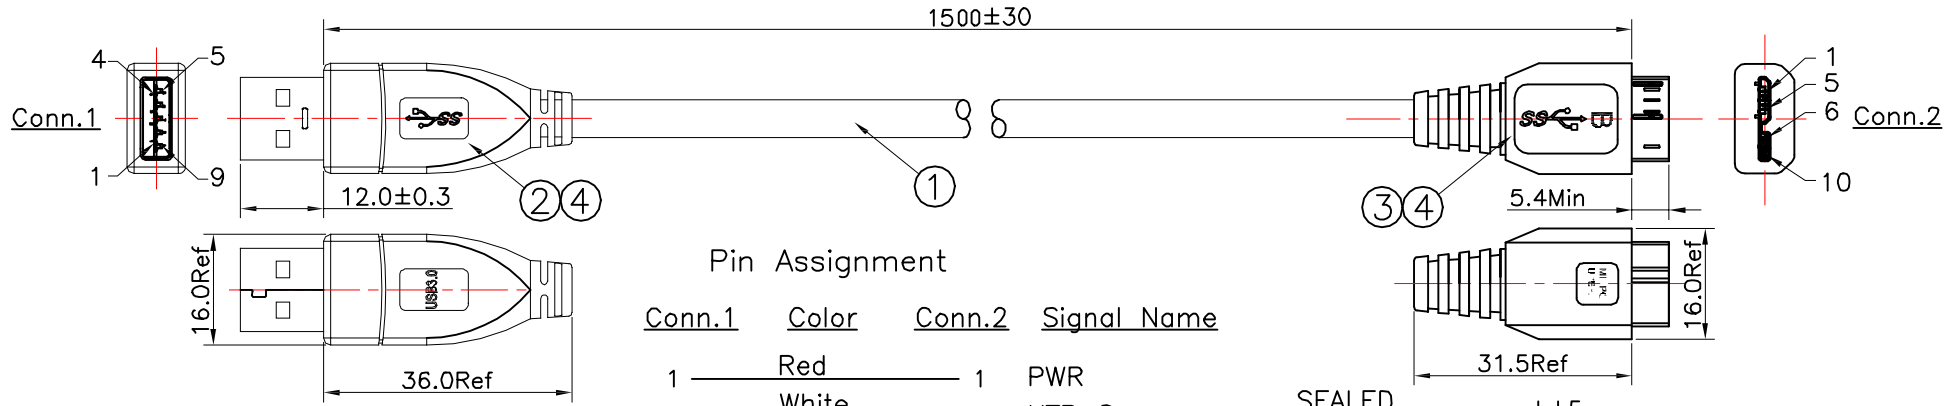 1500±30
4
5
1
9
Conn.1
SS
SS
B
1
5
6
10
Conn.2
12.0±0.3
2
4
1
3
4
5.4Min
16.0Ref
USB3.0
36.0Ref
16.0Ref
31.5Ref
Pin Assignment
Conn.1 Color Conn.2 Signal Name
Red
1 1 PWR
White
SEALED